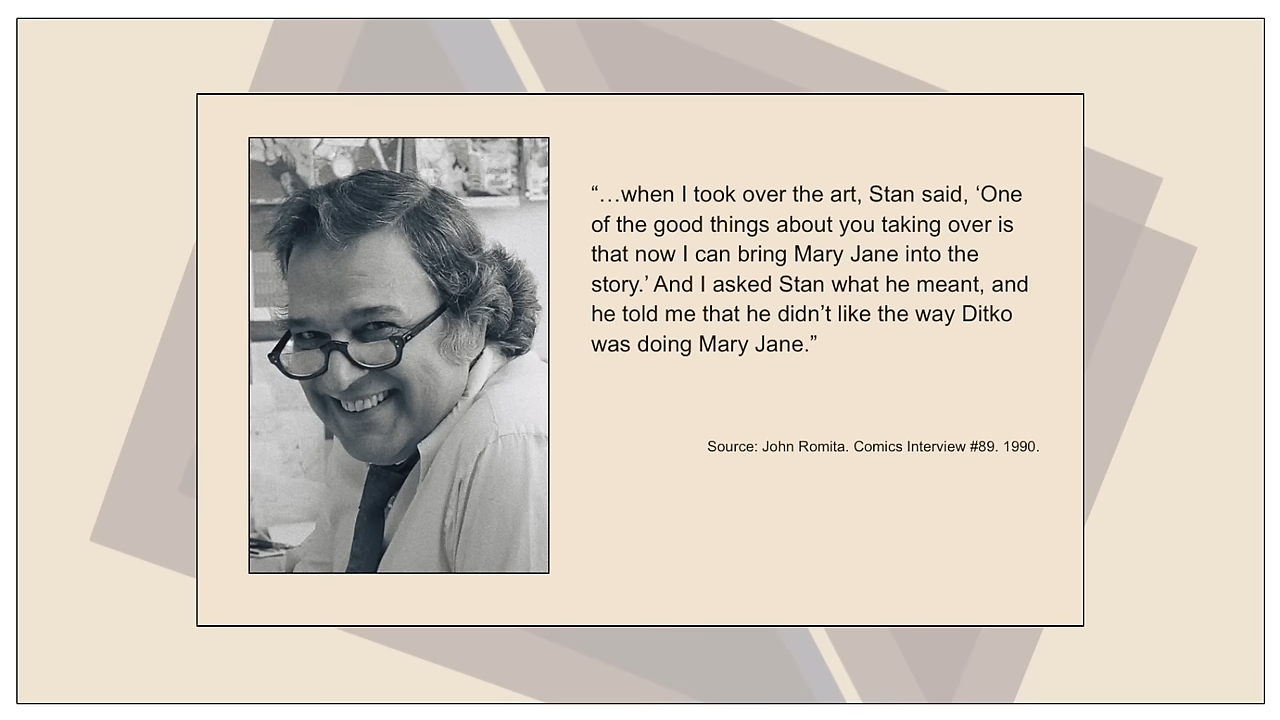 “…when I took over the art, Stan said, ‘One
of the good things about you taking over is
that now I can bring Mary Jane into the
story.’ And I asked Stan what he meant, and
he told me that he didn’t like the way Ditko
was doing Mary Jane.”
Source: John Romita. Comics Interview #89. 1990.